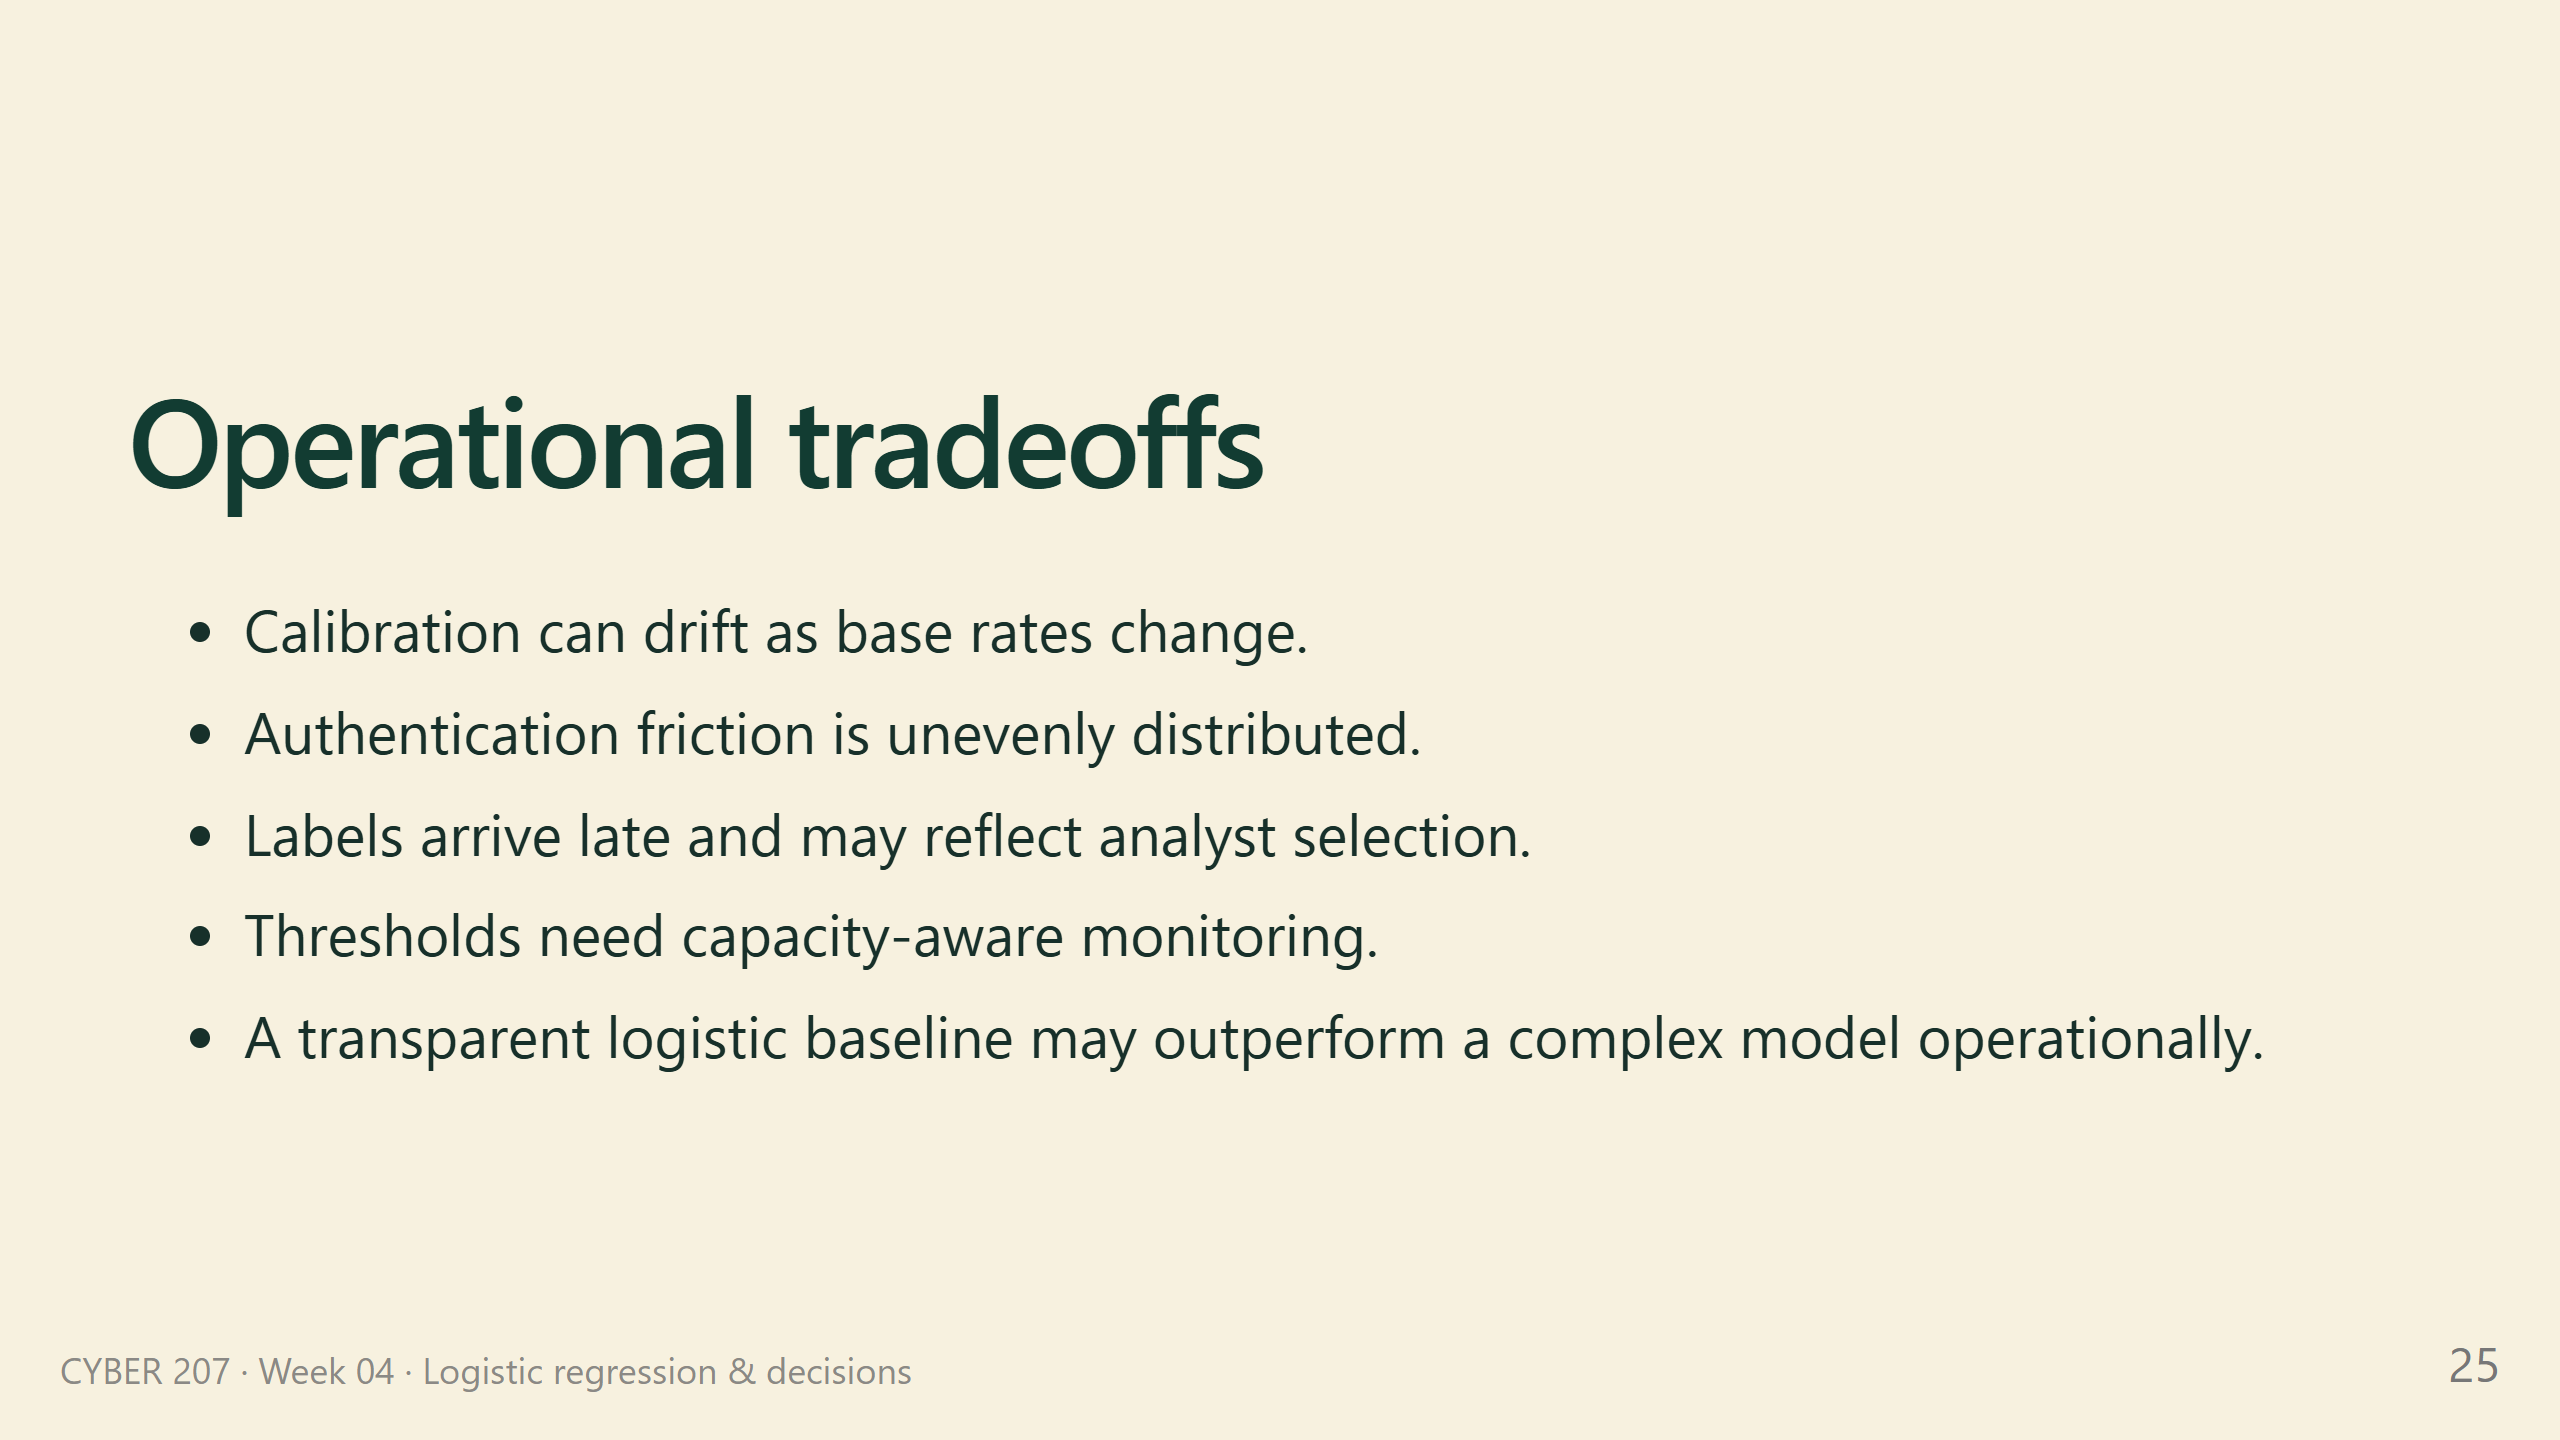 Operational tradeoffs
• Calibration can drift as base rates change.
• Authentication friction is unevenly distributed.
• Labels arrive late and may reflect analyst selection.
• Thresholds need capacity-aware monitoring.
• A transparent logistic baseline may outperform a complex model operationally.
CYBER 207 · Week 04 · Logistic regression & decisions
25